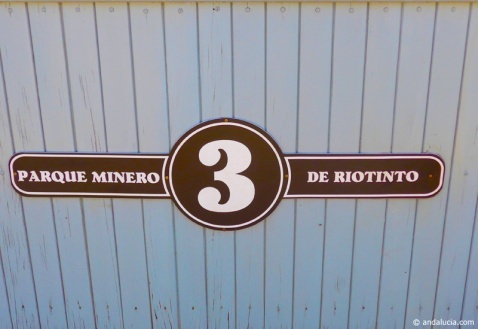 PARQUE MINERO 3 DE RIOTINTO
© andalucia.com